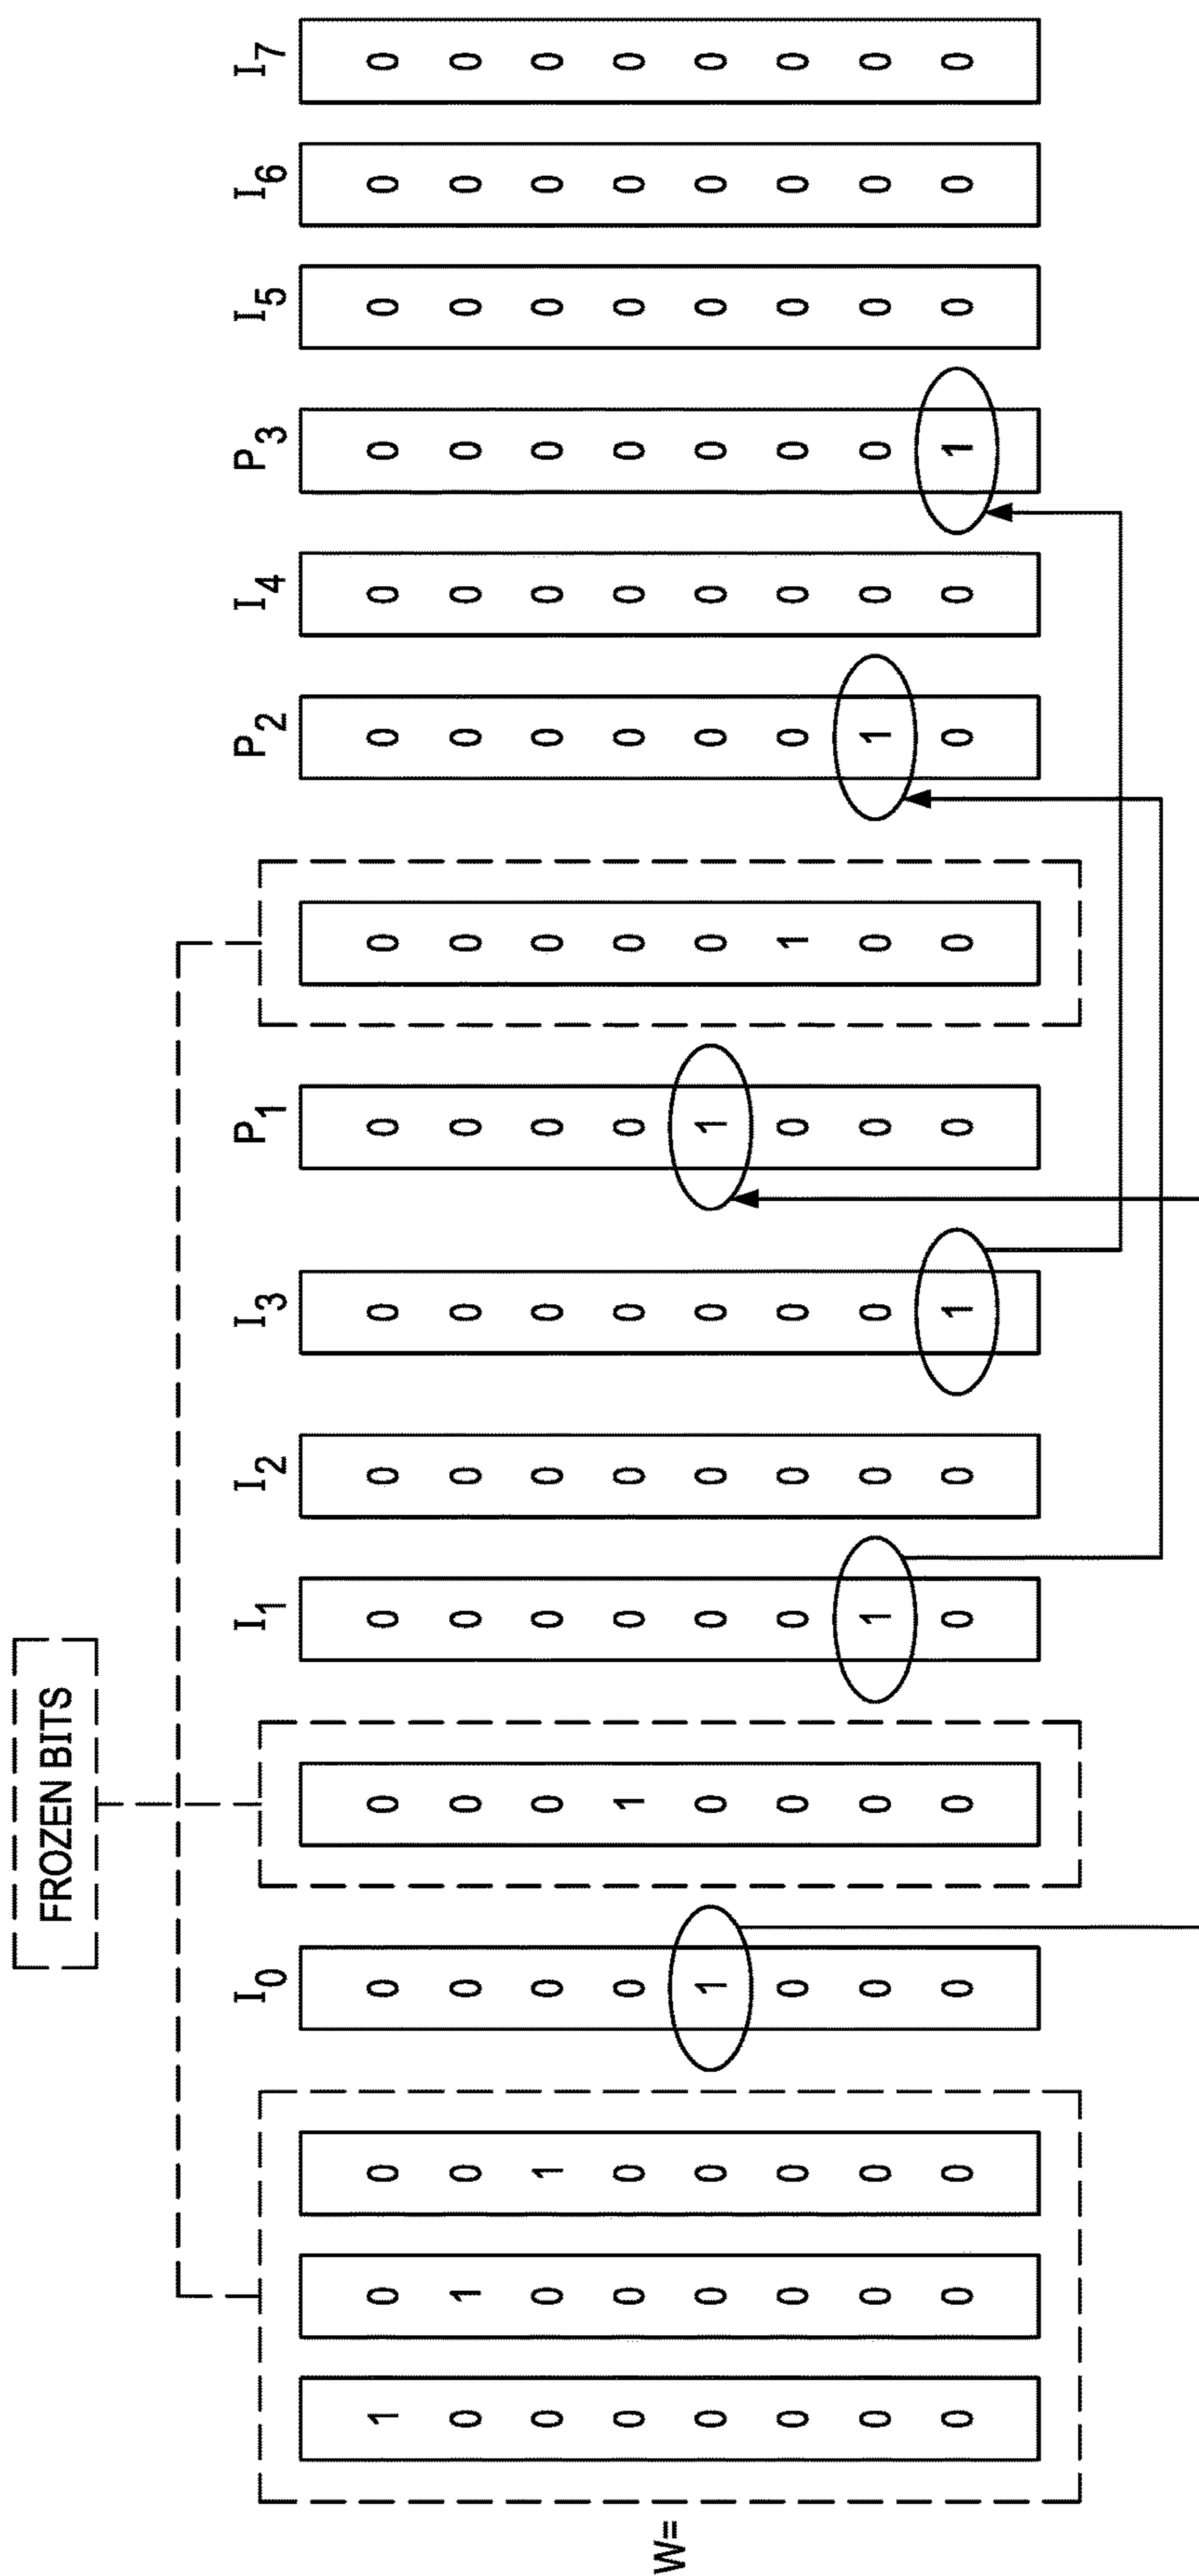 FROZEN BITS
I0 I1 I2 I3 P1 P2 I4 P3 I5 I6 I7
1 0 0 0 0 0 0 0 0 0 0 0 0 0 0 0
0 1 0 0 0 0 0 0 0 0 0 0 0 0 0 0
0 0 1 0 0 0 0 0 0 0 0 0 0 0 0 0
0 0 0 0 1 0 0 0 0 0 0 0 0 0 0 0
W=
0 0 0 1 0 0 0 0 1 0 0 0 0 0 0 0
0 0 0 0 0 0 0 0 0 1 0 0 0 0 0 0
0 0 0 0 0 1 0 0 0 0 1 0 0 0 0 0
0 0 0 0 0 0 0 1 0 0 0 0 1 0 0 0